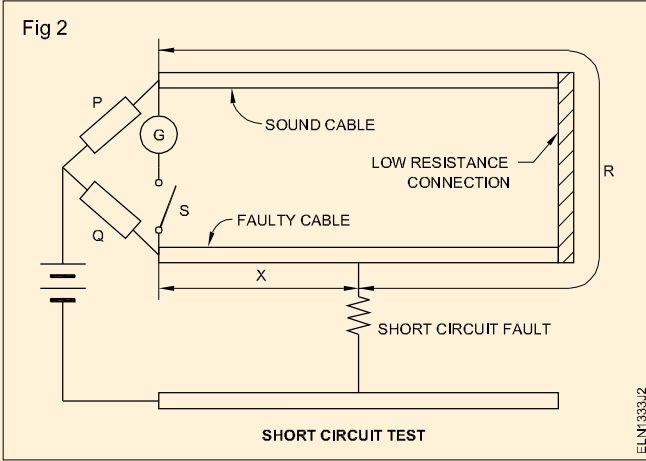 Fig 2
P
G
SOUND CABLE
LOW RESISTANCE
CONNECTION
R
S
Q
FAULTY CABLE
X
SHORT CIRCUIT FAULT
SHORT CIRCUIT TEST
ELN1333J2